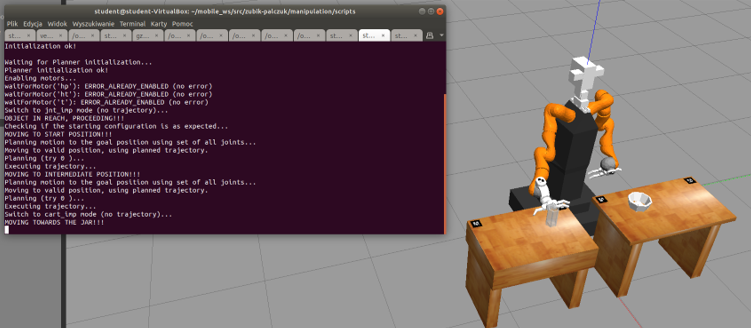 student@student-VirtualBox: ~/mobile_ws/src/zubik-palczuk/manipulation/scripts
Plik Edycja Widok Wyszukiwanie Terminal Karty Pomoc
st... ve... /o... st... gz... /o... /o... /o... /o... st... st... st...
Initialization ok!
Waiting for Planner initialization...
Planner initialization ok!
Enabling motors...
waitForMotor('hp'): ERROR_ALREADY_ENABLED (no error)
waitForMotor('ht'): ERROR_ALREADY_ENABLED (no error)
waitForMotor('t'): ERROR_ALREADY_ENABLED (no error)
Switch to jnt_imp mode (no trajectory)...
OBJECT IN REACH, PROCEEDING!!!
Checking if the starting configuration is as expected...
MOVING TO START POSITION!!!
Planning motion to the goal position using set of all joints...
Moving to valid position, using planned trajectory.
Planning (try 0 )...
Executing trajectory...
MOVING TO INTERMEDIATE POSITION!!!
Planning motion to the goal position using set of all joints...
Moving to valid position, using planned trajectory.
Planning (try 0 )...
Executing trajectory...
Switch to cart_imp mode (no trajectory)...
MOVING TOWARDS THE JAR!!!